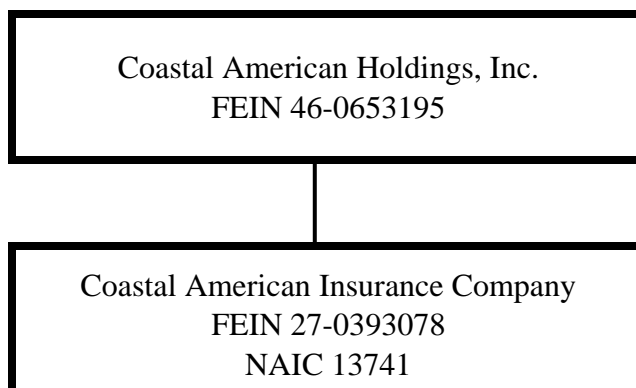 Coastal American Holdings, Inc.
FEIN 46-0653195
Coastal American Insurance Company
FEIN 27-0393078
NAIC 13741